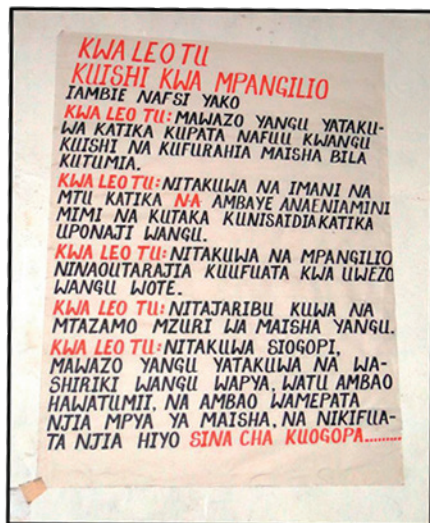 KWA LEO TU
KUISHI KWA MPANGILIO
IAMBIE NAFSI YAKO
KWA LEO TU: MAWAZO YANGU YATAKU-
WA KATIKA KUPATA NAFUU KWANGU
KUISHI NA KUFURAHIA MAISHA BILA
KUTUMIA.
KWA LEO TU: NITAKUWA NA IMANI NA
MTU KATIKA NA AMBAYE ANAENIAMINI
MIMI NA KUTAKA KUNISAIDIA KATIKA
UPONAJI WANGU.
KWA LEO TU: NITAKUWA NA MPANGILIO
NINAOUTARAJIA KUUFUATA KWA UWEZO
WANGU WOTE.
KWA LEO TU: NITAJARIBU KUWA NA
MTAZAMO MZURI WA MAISHA YANGU.
KWA LEO TU: NITAKUWA SIOGOPI,
MAWAZO YANGU YATAKUWA NA WA-
SHIRIKI WANGU WAPYA, WATU AMBAO
HAWATUMII, NA AMBAO WAMEPATA
NJIA MPYA YA MAISHA, NA NIKIFUA-
TA NJIA HIYO SINA CHA KUOGOPA.........